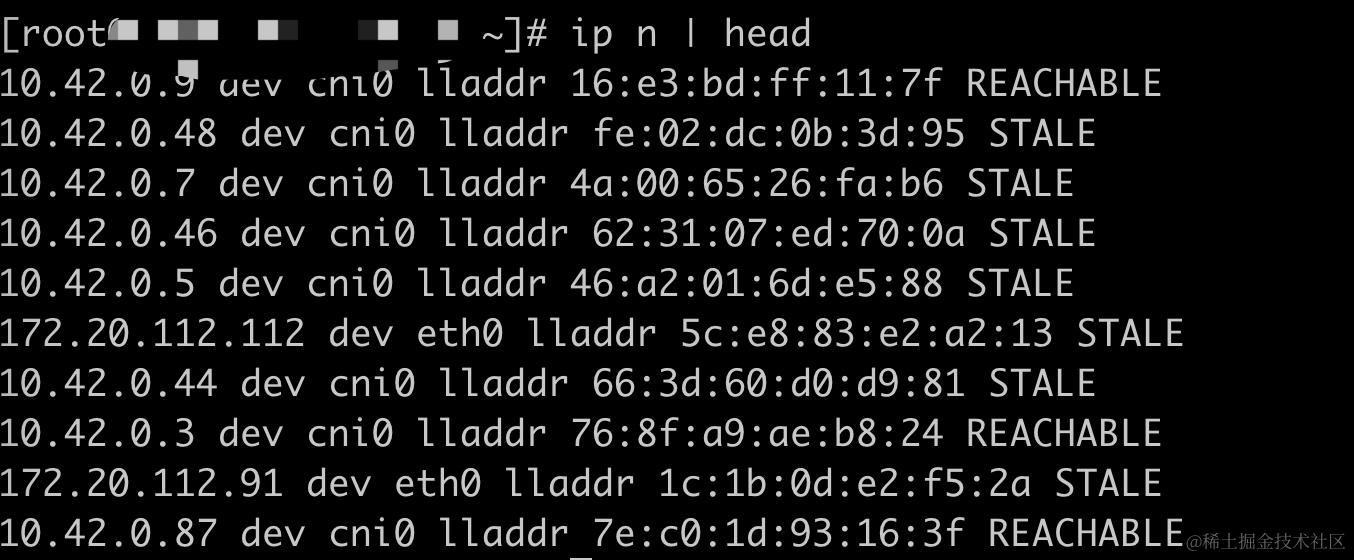 [root ~]# ip n | head
10.42.0.9 dev cni0 lladdr 16:e3:bd:ff:11:7f REACHABLE
10.42.0.48 dev cni0 lladdr fe:02:dc:0b:3d:95 STALE
10.42.0.7 dev cni0 lladdr 4a:00:65:26:fa:b6 STALE
10.42.0.46 dev cni0 lladdr 62:31:07:ed:70:0a STALE
10.42.0.5 dev cni0 lladdr 46:a2:01:6d:e5:88 STALE
172.20.112.112 dev eth0 lladdr 5c:e8:83:e2:a2:13 STALE
10.42.0.44 dev cni0 lladdr 66:3d:60:d0:d9:81 STALE
10.42.0.3 dev cni0 lladdr 76:8f:a9:ae:b8:24 REACHABLE
172.20.112.91 dev eth0 lladdr 1c:1b:0d:e2:f5:2a STALE
10.42.0.87 dev cni0 lladdr 7e:c0:1d:93:16:3f REACHABLE
@稀土掘金技术社区